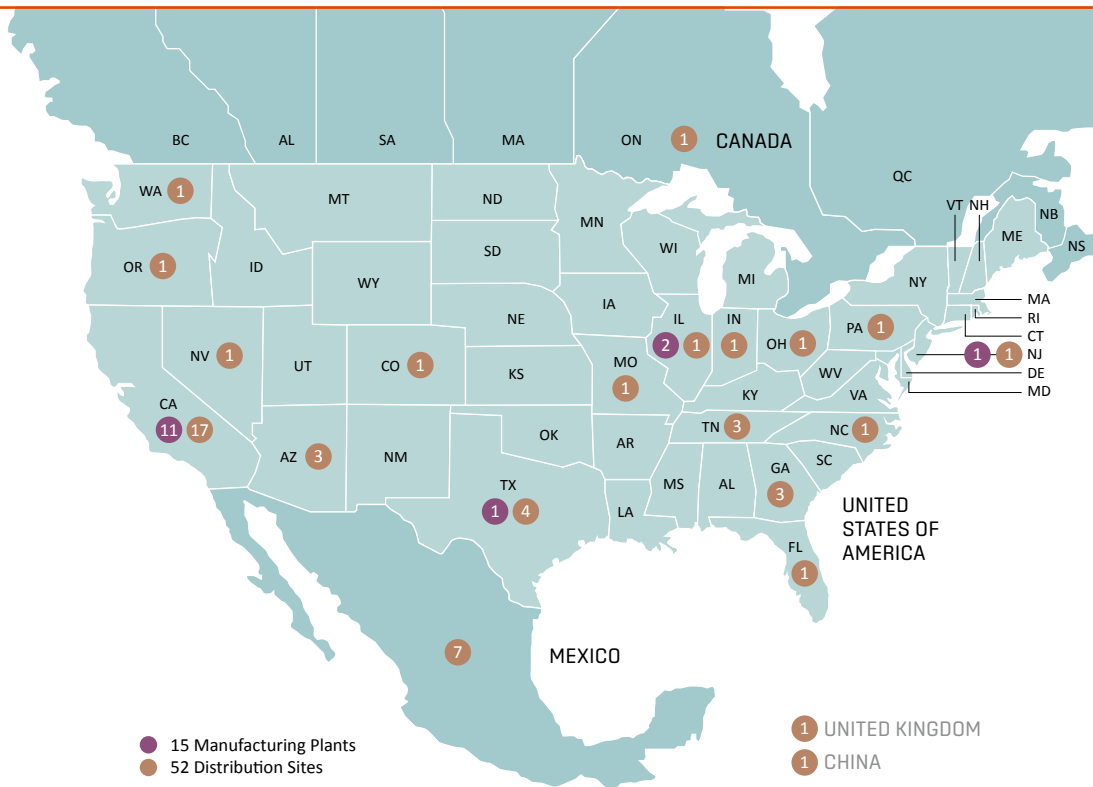 BC
AL
SA
MA
ON 1
CANADA
QC
NB
NS
VT NH
ME
WA 1
MT
ND
MN
OR 1
ID
SD
WI
MI
NY
WY
MA
RI
CT
1 1 NJ
DE
MD
IA
NE
IL
2 1
IN
1
OH 1
PA 1
NV 1
UT
CO 1
KS
MO
1
WV
VA
KY
CA
11 17
AZ 3
NM
OK
AR
TN 3
NC 1
SC
TX
1 4
LA
MS
AL
GA
3
FL
1
UNITED
STATES OF
AMERICA
7
MEXICO
15 Manufacturing Plants
52 Distribution Sites
1 UNITED KINGDOM
1 CHINA